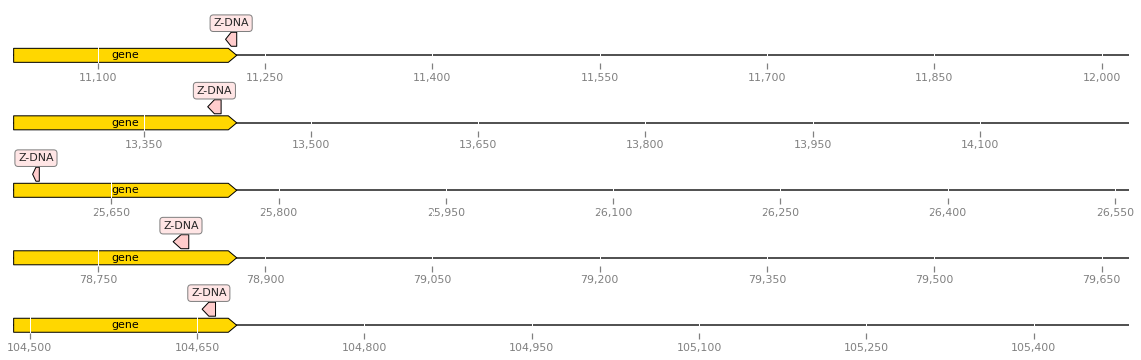 Z-DNA
gene
11,100 11,250 11,400 11,550 11,700 11,850 12,000
Z-DNA
gene
13,350 13,500 13,650 13,800 13,950 14,100
Z-DNA
gene
25,650 25,800 25,950 26,100 26,250 26,400 26,550
Z-DNA
gene
78,750 78,900 79,050 79,200 79,350 79,500 79,650
Z-DNA
gene
104,500 104,650 104,800 104,950 105,100 105,250 105,400